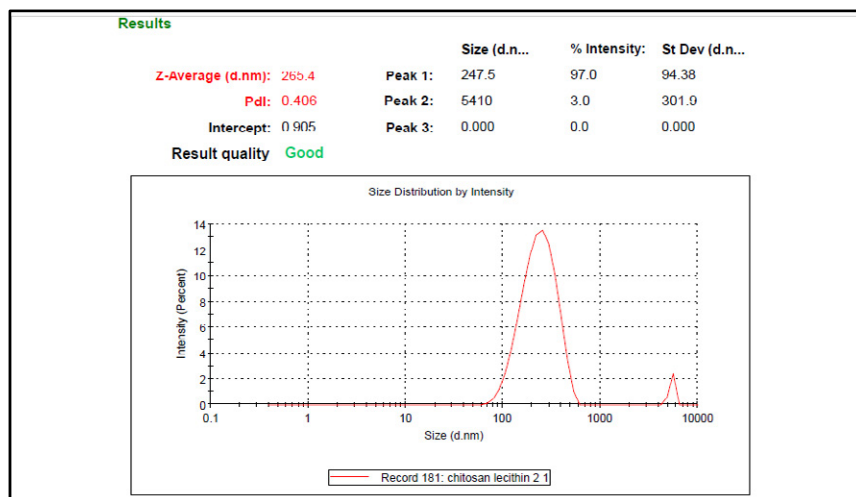 Results
Size (d.n... % Intensity: St Dev (d.n...
Z-Average (d.nm): 265.4 Peak 1: 247.5 97.0 94.38
PdI: 0.406 Peak 2: 5410 3.0 301.9
Intercept: 0.905 Peak 3: 0.000 0.0 0.000
Result quality Good
Size Distribution by Intensity
14
12
10
8
6
4
2
0
Intensity (Percent)
0.1 1 10 100 1000 10000
Size (d.nm)
Record 181: chitosan lecithin 2 1